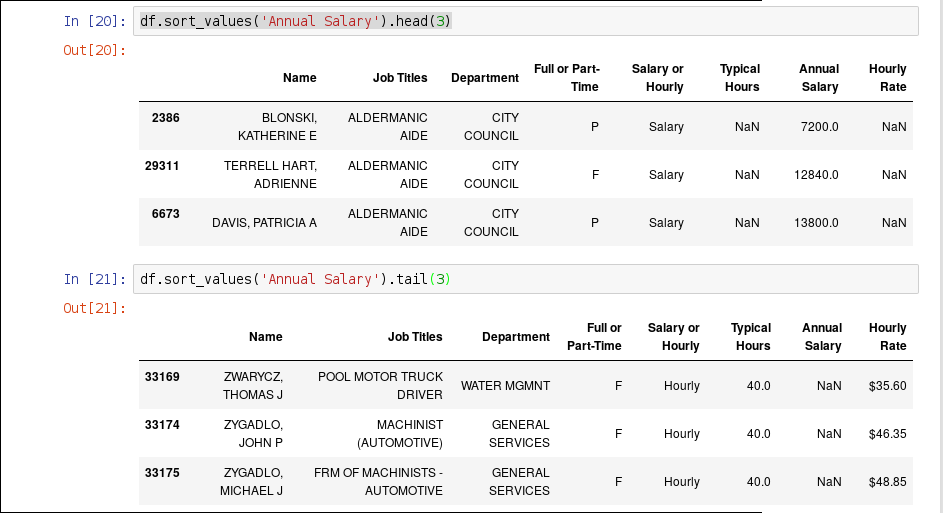 In [20]: df.sort_values('Annual Salary').head(3)
Out[20]:
Name Job Titles Department Full or Part-Time Salary or Hourly Typical Hours Annual Salary Hourly Rate
2386 BLONSKI, KATHERINE E ALDERMANIC AIDE CITY COUNCIL P Salary NaN 7200.0 NaN
29311 TERRELL HART, ADRIENNE ALDERMANIC AIDE CITY COUNCIL F Salary NaN 12840.0 NaN
6673 DAVIS, PATRICIA A ALDERMANIC AIDE CITY COUNCIL P Salary NaN 13800.0 NaN
In [21]: df.sort_values('Annual Salary').tail(3)
Out[21]:
Name Job Titles Department Full or Part-Time Salary or Hourly Typical Hours Annual Salary Hourly Rate
33169 ZWARYCZ, THOMAS J POOL MOTOR TRUCK DRIVER WATER MGMNT F Hourly 40.0 NaN $35.60
33174 ZYGADLO, JOHN P MACHINIST (AUTOMOTIVE) GENERAL SERVICES F Hourly 40.0 NaN $46.35
33175 ZYGADLO, MICHAEL J FRM OF MACHINISTS - AUTOMOTIVE GENERAL SERVICES F Hourly 40.0 NaN $48.85